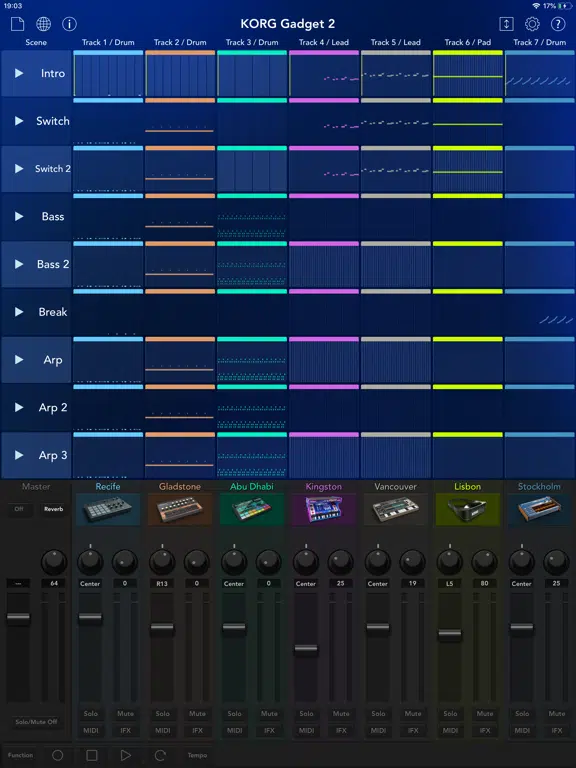 19:03
17%
KORG Gadget 2
Scene Track 1 / Drum Track 2 / Drum Track 3 / Drum Track 4 / Lead Track 5 / Lead Track 6 / Pad Track 7 / Drum
Intro
Switch
Switch 2
Bass
Bass 2
Break
Arp
Arp 2
Arp 3
Master Recife Gladstone Abu Dhabi Kingston Vancouver Lisbon Stockholm
Off Reverb
--- 64 Center 0 R13 0 Center 0 Center 25 Center 19 L5 80 Center 25
Solo Mute Solo Mute Solo Mute Solo Mute Solo Mute Solo Mute Solo Mute
Solo/Mute Off
MIDI IFX MIDI IFX MIDI IFX MIDI IFX MIDI IFX MIDI IFX MIDI IFX
Function Tempo